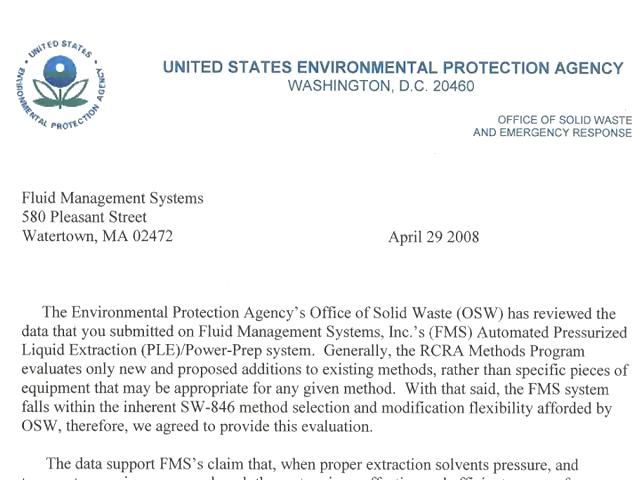 UNITED STATES
ENVIRONMENTAL PROTECTION AGENCY
UNITED STATES ENVIRONMENTAL PROTECTION AGENCY
WASHINGTON, D.C. 20460
OFFICE OF SOLID WASTE
AND EMERGENCY RESPONSE
Fluid Management Systems
580 Pleasant Street
Watertown, MA 02472
April 29 2008
The Environmental Protection Agency's Office of Solid Waste (OSW) has reviewed the
data that you submitted on Fluid Management Systems, Inc.'s (FMS) Automated Pressurized
Liquid Extraction (PLE)/Power-Prep system. Generally, the RCRA Methods Program
evaluates only new and proposed additions to existing methods, rather than specific pieces of
equipment that may be appropriate for any given method. With that said, the FMS system
falls within the inherent SW-846 method selection and modification flexibility afforded by
OSW, therefore, we agreed to provide this evaluation.
The data support FMS's claim that, when proper extraction solvents pressure, and